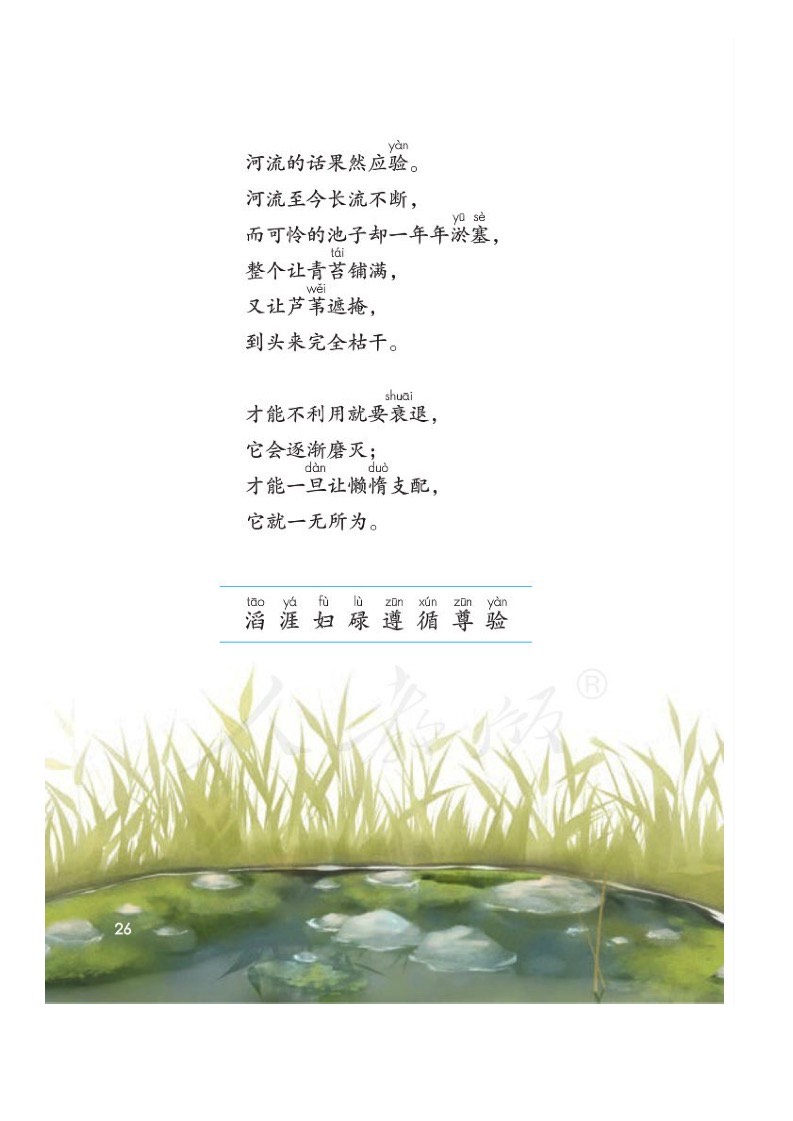 yàn
河流的话果然应验。
河流至今长流不断，
yū sè
而可怜的池子却一年年淤塞，
tái
整个让青苔铺满，
wěi
又让芦苇遮掩，
到头来完全枯干。
shuāi
才能不利用就要衰退，
它会逐渐磨灭；
dàn duò
才能一旦让懒惰支配，
它就一无所为。
tāo yá fù lù zūn xún zūn yàn
滔 涯 妇 碌 遵 循 尊 验
人教版®
26